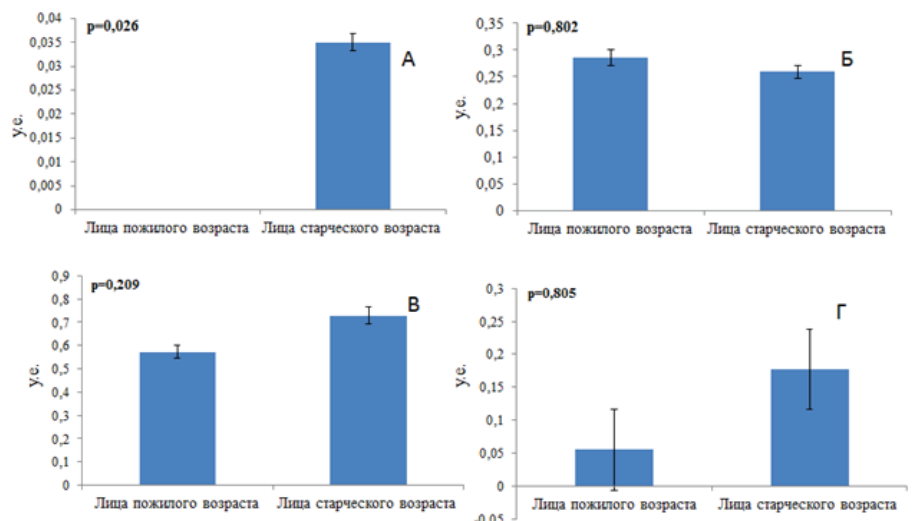 0,04
p=0,026
0,035
А
0,03
0,025
у.е.
0,02
0,015
0,01
0,005
0
Лица пожилого возраста Лица старческого возраста
0,35
p=0,802
0,3
Б
0,25
у.е.
0,2
0,15
0,1
0,05
0
Лица пожилого возраста Лица старческого возраста
0,9
p=0,209
0,8
В
0,7
0,6
у.е.
0,5
0,4
0,3
0,2
0,1
0
Лица пожилого возраста Лица старческого возраста
0,3
p=0,805
Г
0,25
0,2
у.е.
0,15
0,1
0,05
0
Лица пожилого возраста Лица старческого возраста
-0,05